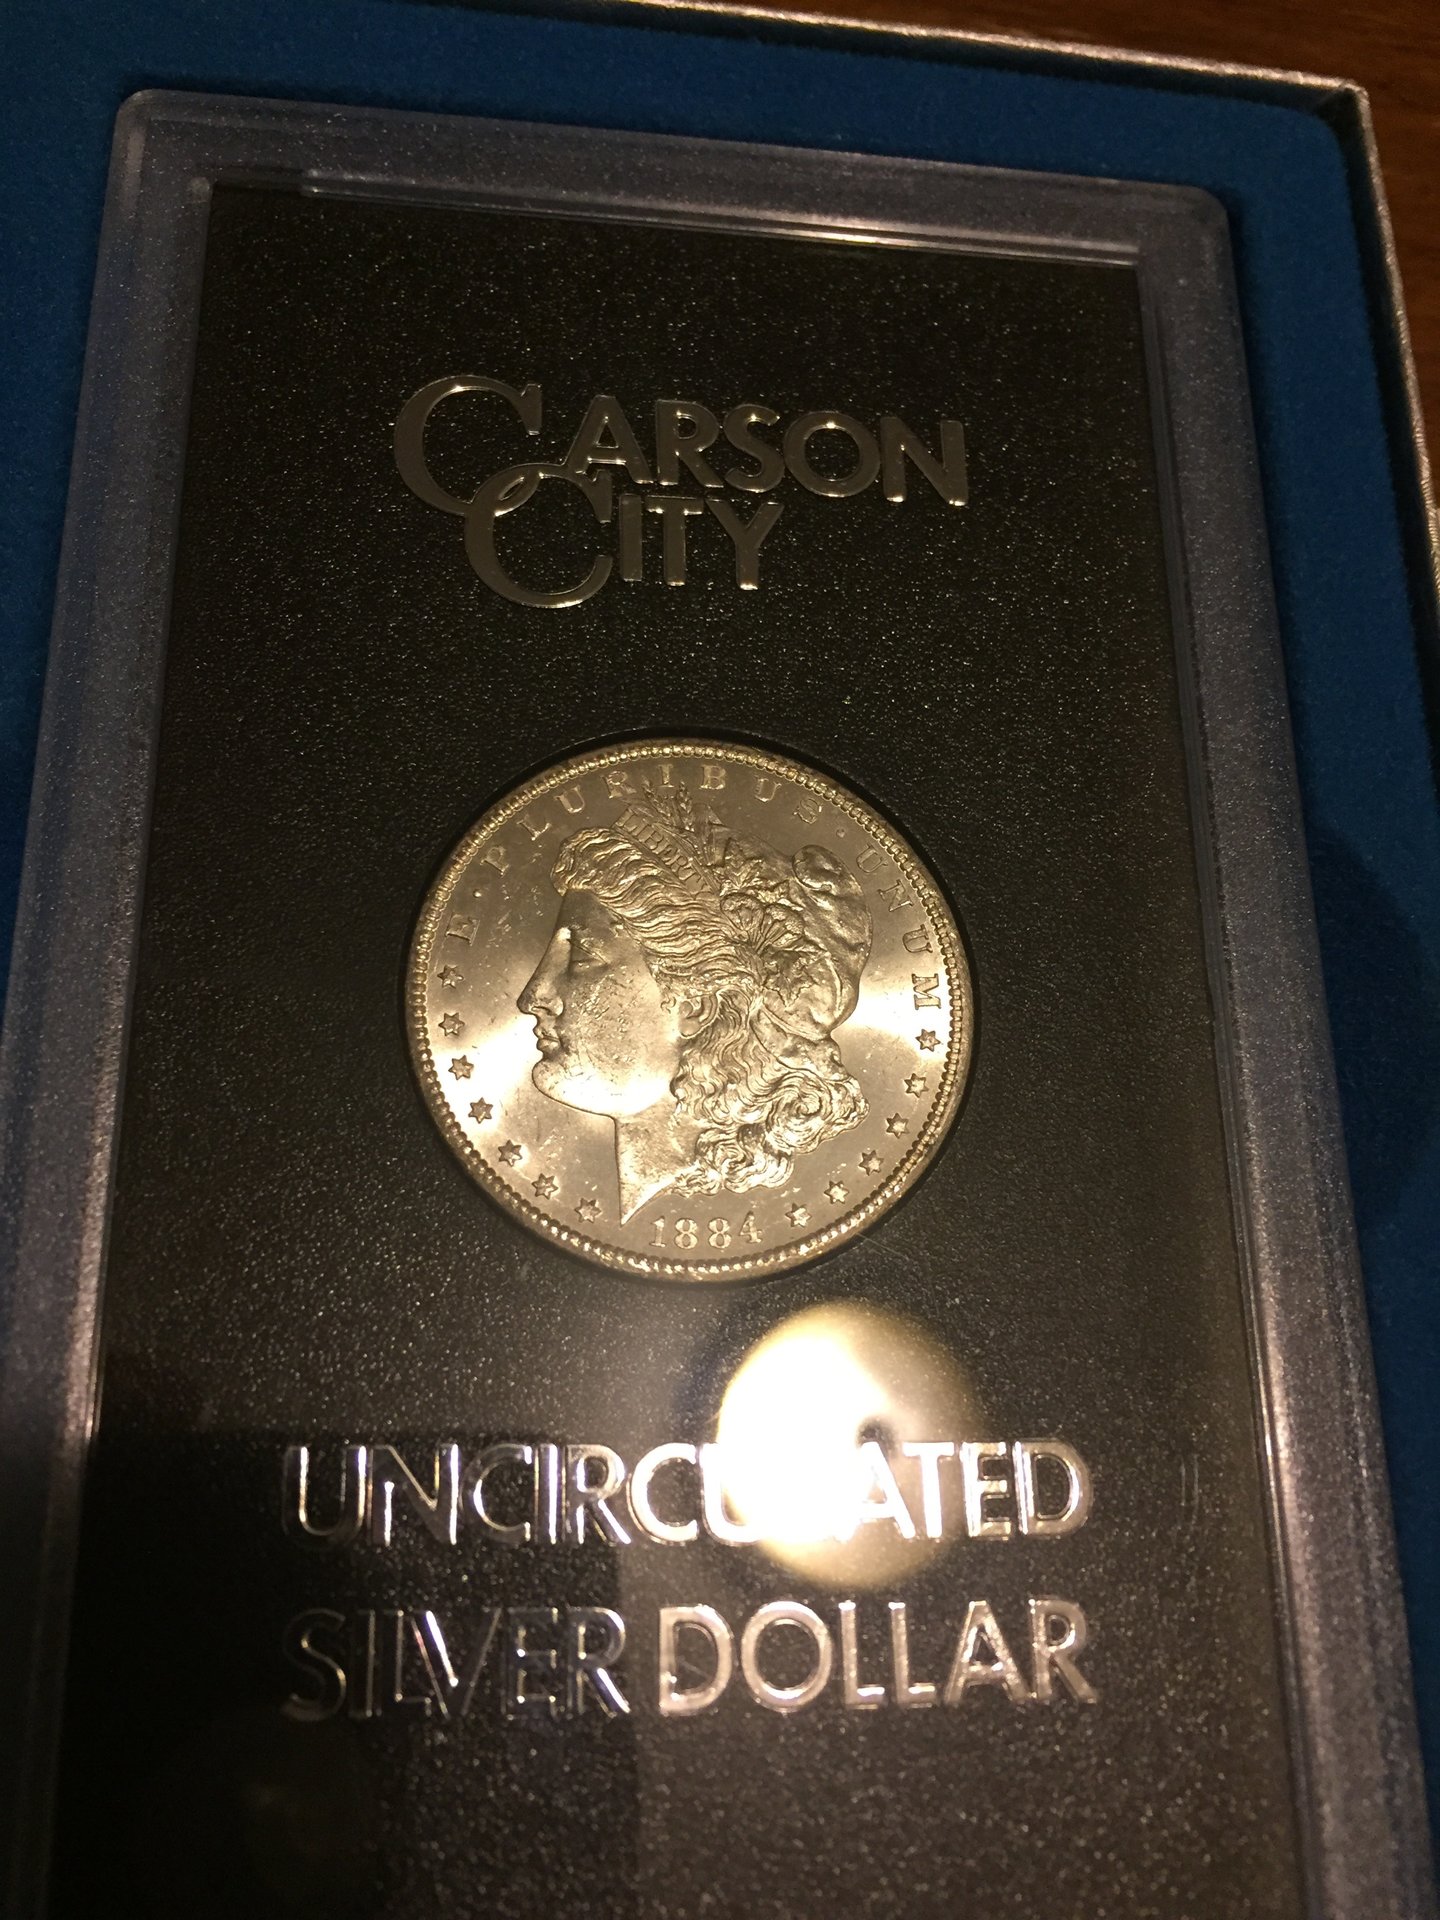 CARSON
CITY
E · PLURIBUS · UNUM
LIBERTY
1884
UNCIRCULATED
SILVER DOLLAR